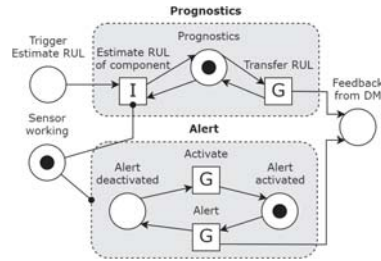 Prognostics
Trigger
Estimate RUL
Estimate RUL
of component
Prognostics
Transfer RUL
I
G
Feedback
from DM
Sensor
working
Alert
Alert
deactivated
Activate
G
Alert
activated
Alert
G